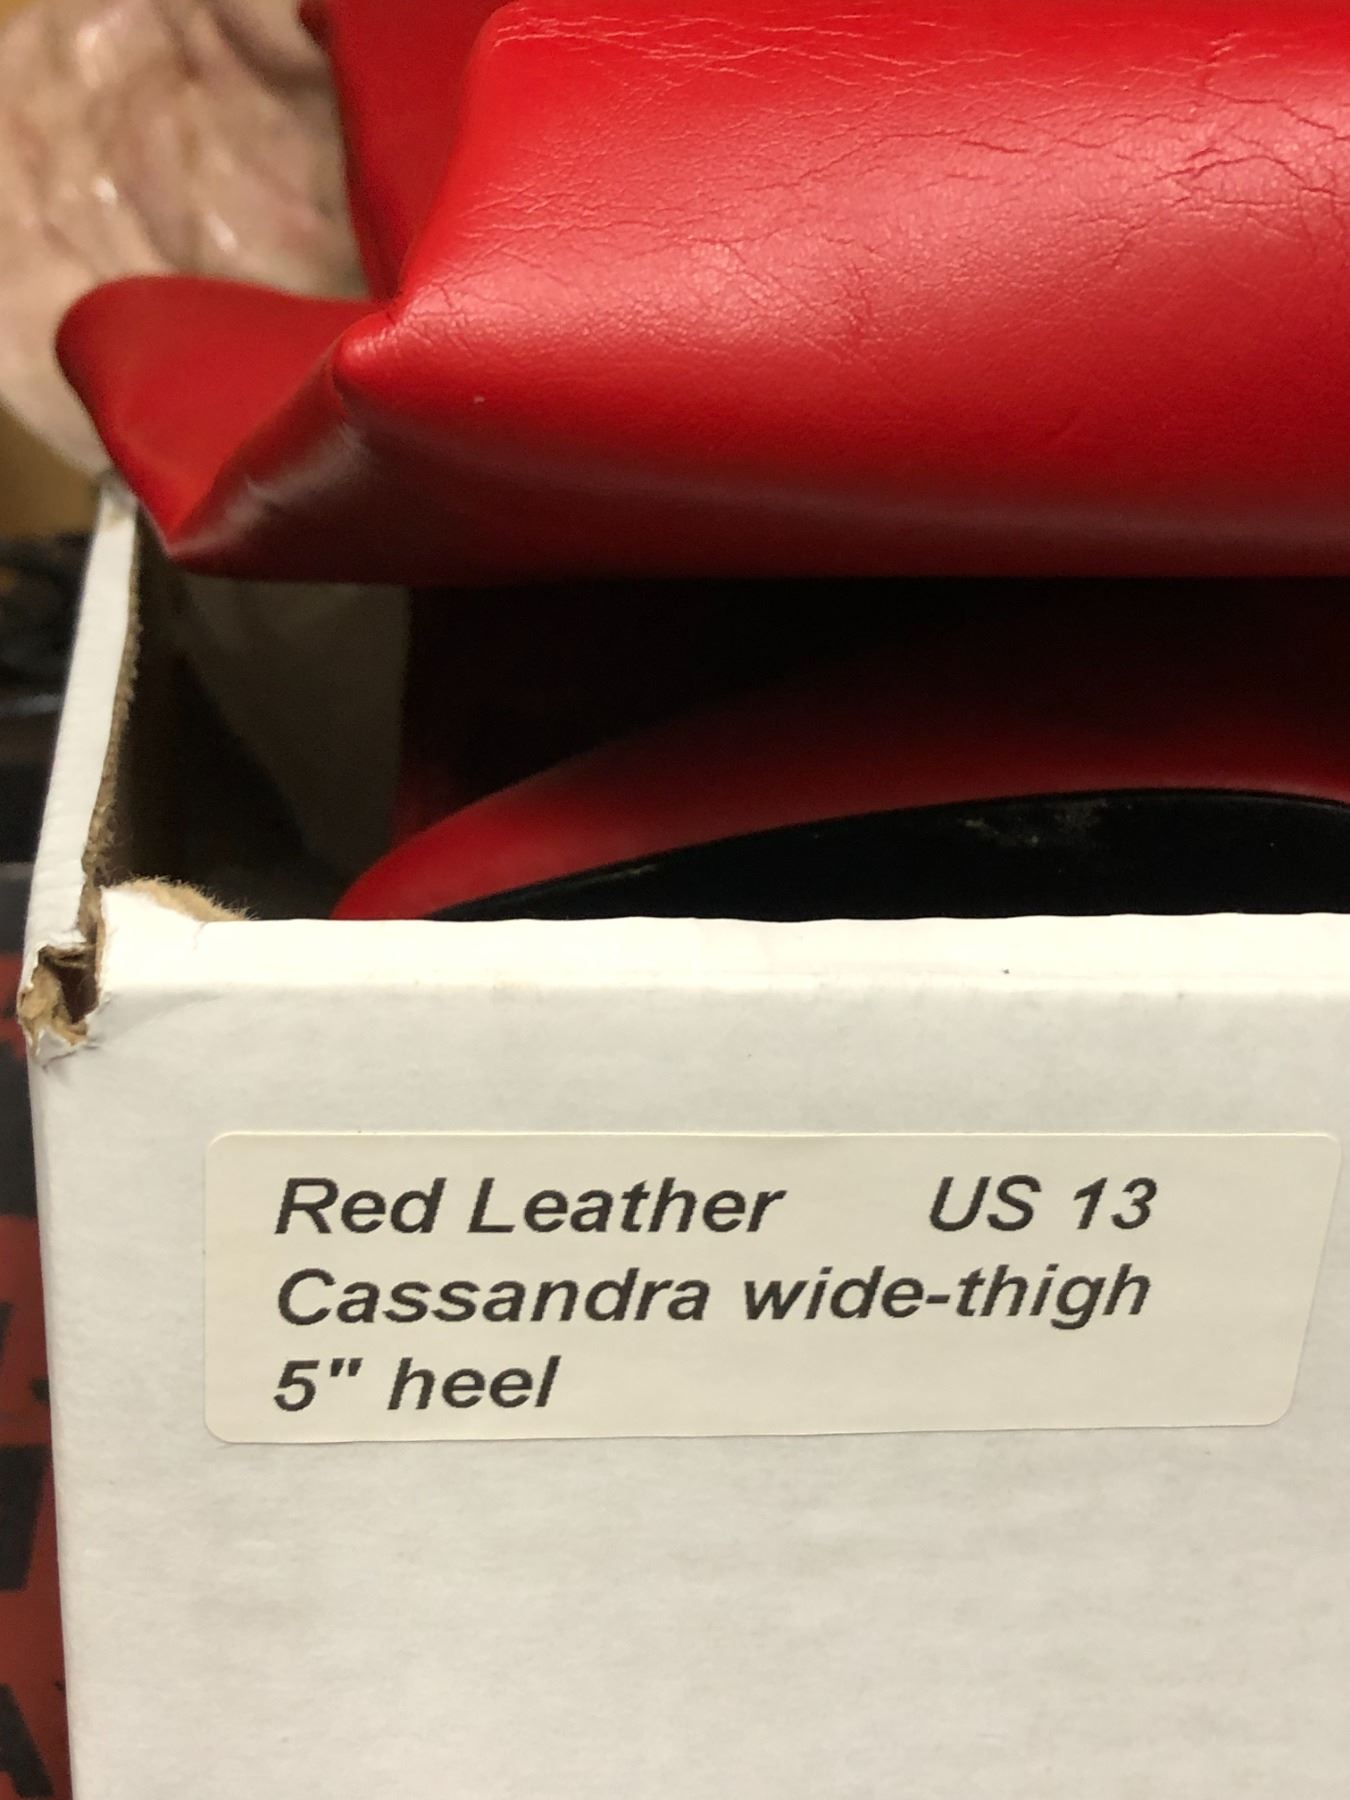 Red Leather US 13
Cassandra wide-thigh
5" heel